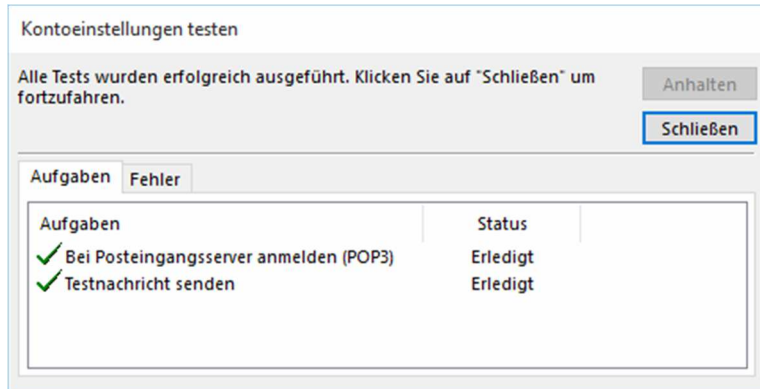 Kontoeinstellungen testen
Alle Tests wurden erfolgreich ausgeführt. Klicken Sie auf "Schließen" um
fortzufahren.
Anhalten
Schließen
Aufgaben Fehler
Aufgaben Status
Bei Posteingangsserver anmelden (POP3) Erledigt
Testnachricht senden Erledigt